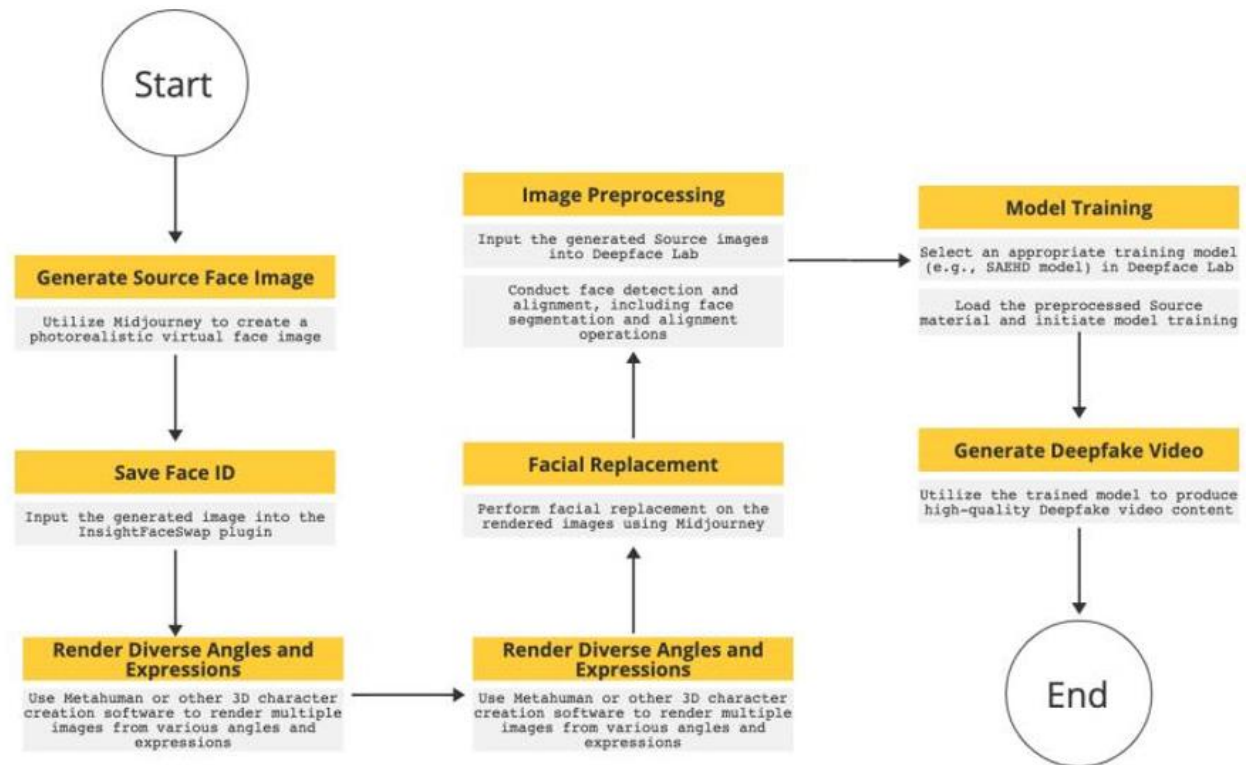 Start
Generate Source Face Image
Utilize Midjourney to create a
photorealistic virtual face image
Save Face ID
Input the generated image into the
InsightFaceSwap plugin
Render Diverse Angles and
Expressions
Use Metahuman or other 3D character
creation software to render multiple
images from various angles and
expressions
Render Diverse Angles and
Expressions
Use Metahuman or other 3D character
creation software to render multiple
images from various angles and
expressions
Facial Replacement
Perform facial replacement on the
rendered images using Midjourney
Image Preprocessing
Input the generated Source images
into Deepface Lab
Conduct face detection and
alignment, including face
segmentation and alignment
operations
Model Training
Select an appropriate training model
(e.g., SAEHD model) in Deepface Lab
Load the preprocessed Source
material and initiate model training
Generate Deepfake Video
Utilize the trained model to produce
high-quality Deepfake video content
End